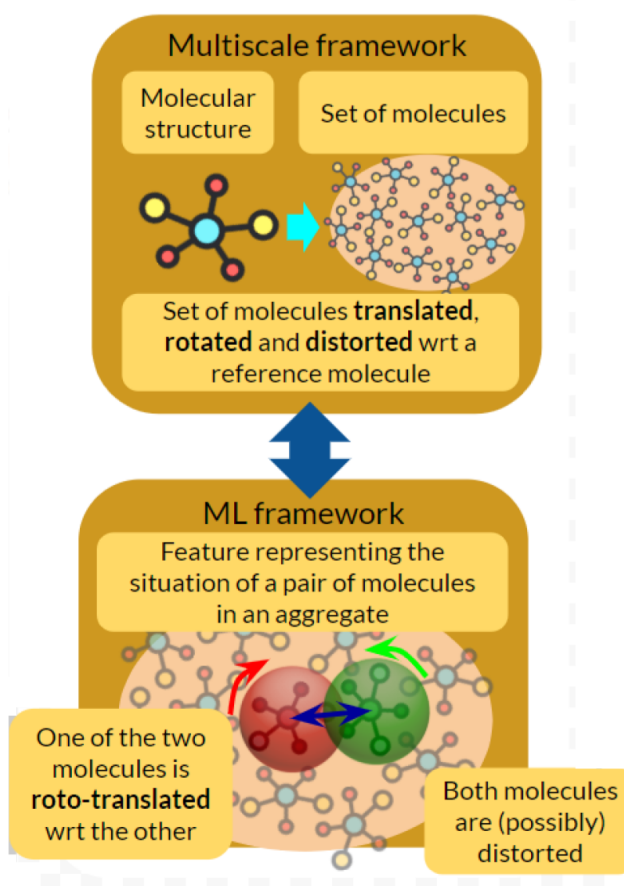 Multiscale framework
Molecular
structure
Set of molecules
Set of molecules translated,
rotated and distorted wrt a
reference molecule
ML framework
Feature representing the
situation of a pair of molecules
in an aggregate
One of the two
molecules is
roto-translated
wrt the other
Both molecules
are (possibly)
distorted